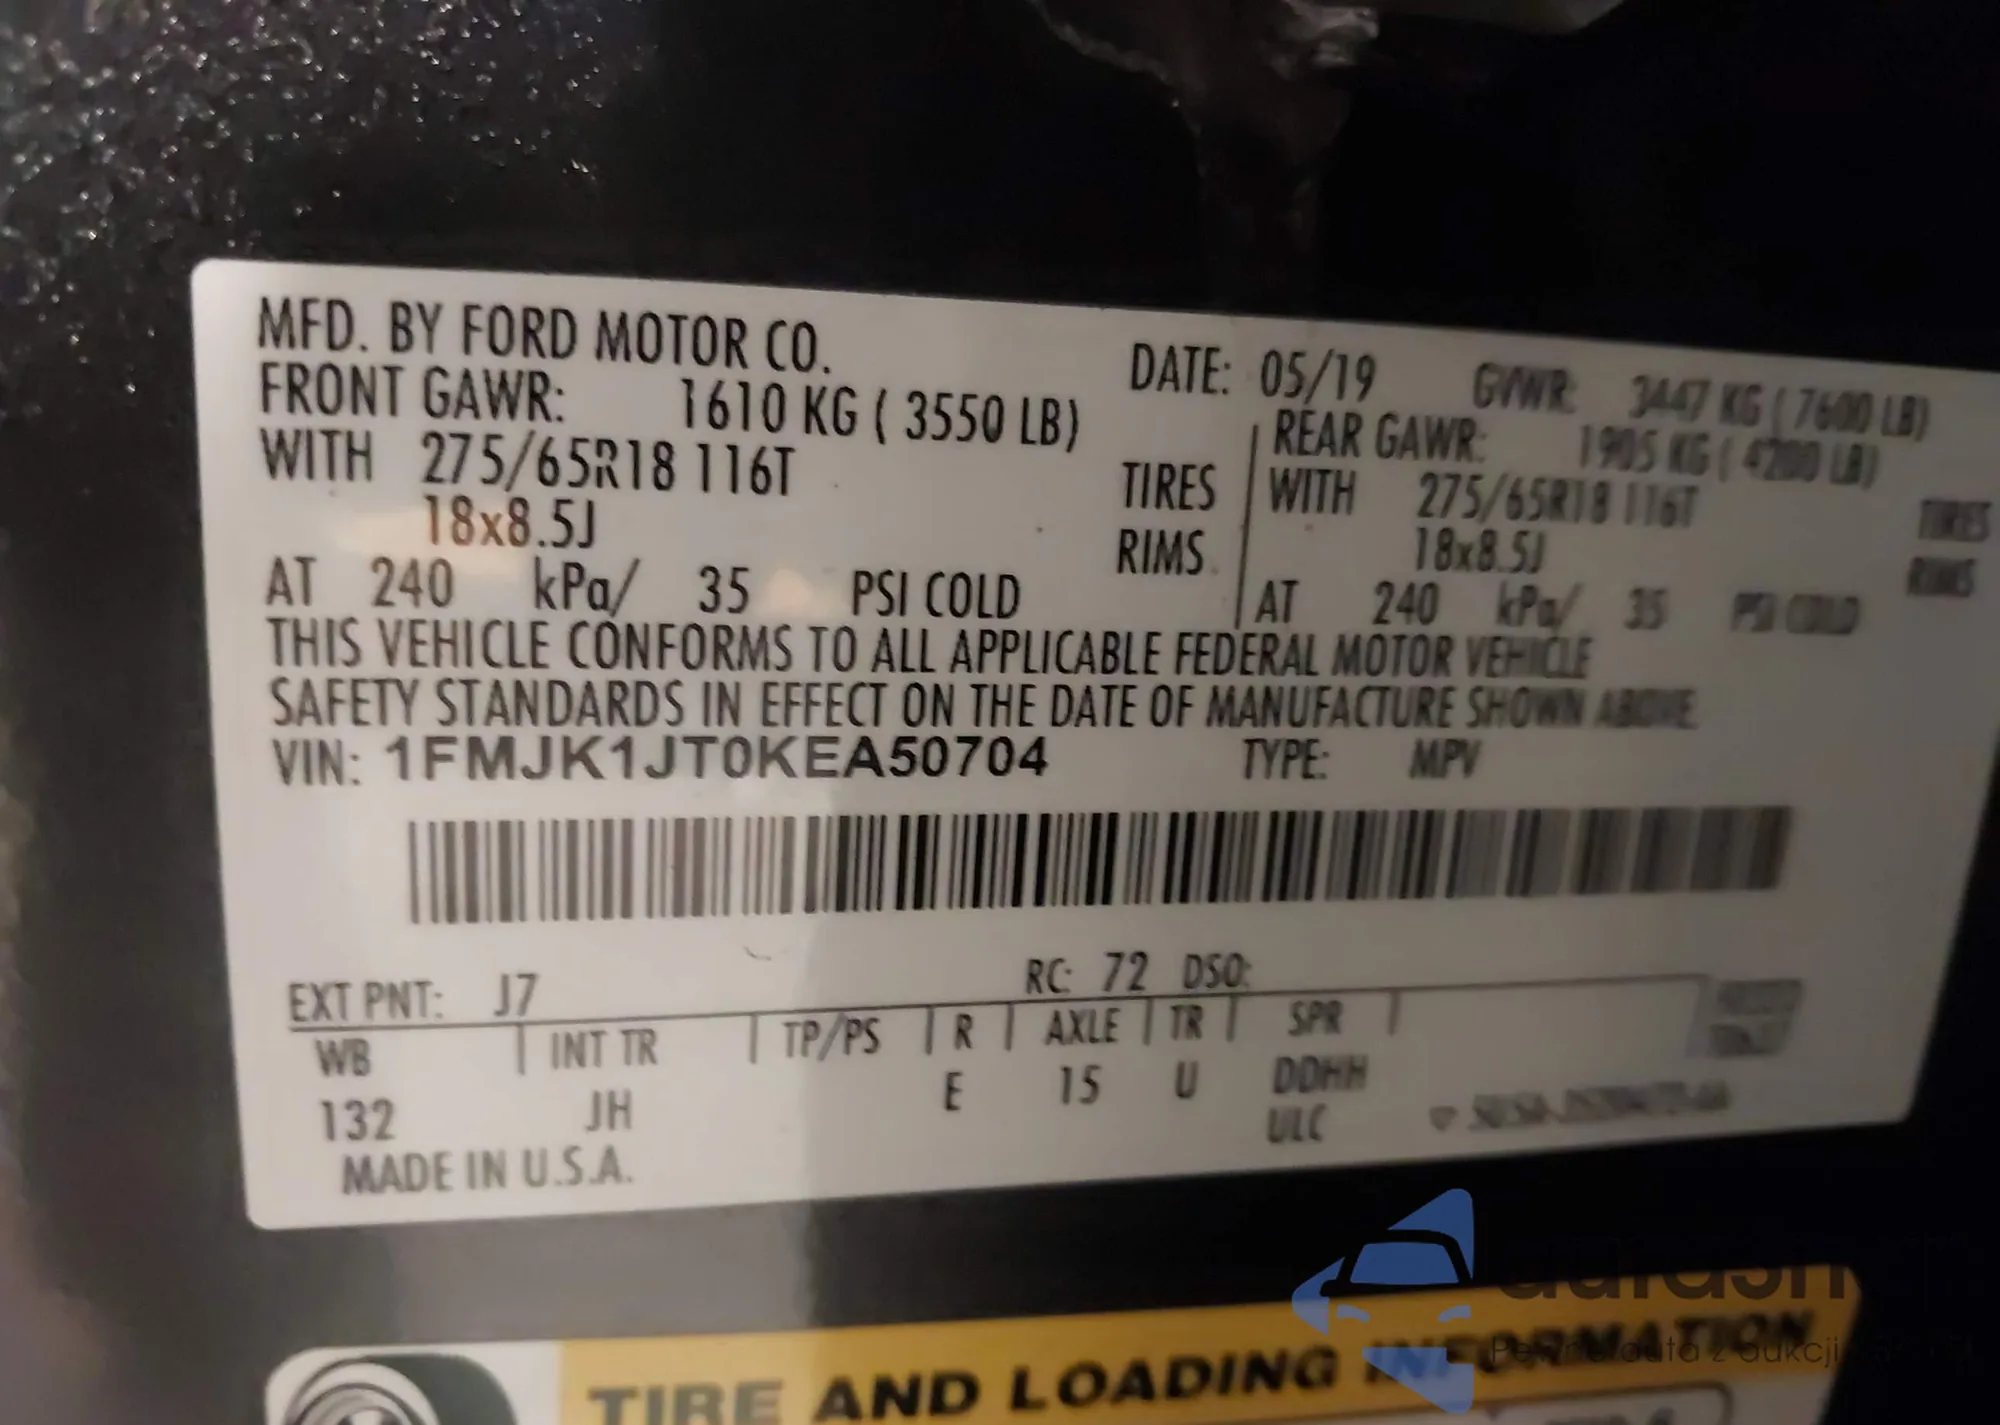 MFD. BY FORD MOTOR CO.
DATE: 05/19 GVWR: 3447 KG ( 7600 LB)
FRONT GAWR: 1610 KG ( 3550 LB)
WITH 275/65R18 116T TIRES
18x8.5J RIMS
AT 240 kPa/ 35 PSI COLD
REAR GAWR: 1905 KG ( 4200 LB)
WITH 275/65R18 116T TIRES
18x8.5J RIMS
AT 240 kPa/ 35 PSI COLD
THIS VEHICLE CONFORMS TO ALL APPLICABLE FEDERAL MOTOR VEHICLE
SAFETY STANDARDS IN EFFECT ON THE DATE OF MANUFACTURE SHOWN ABOVE.
VIN: 1FMJK1JT0KEA50704 TYPE: MPV
EXT PNT: J7 RC: 72 DSO:
WB INT TR TP/PS R AXLE TR SPR
132 JH E 15 U DDHH
ULC
MADE IN U.S.A.
TIRE AND LOADING INFORMATION
auta z aukcji